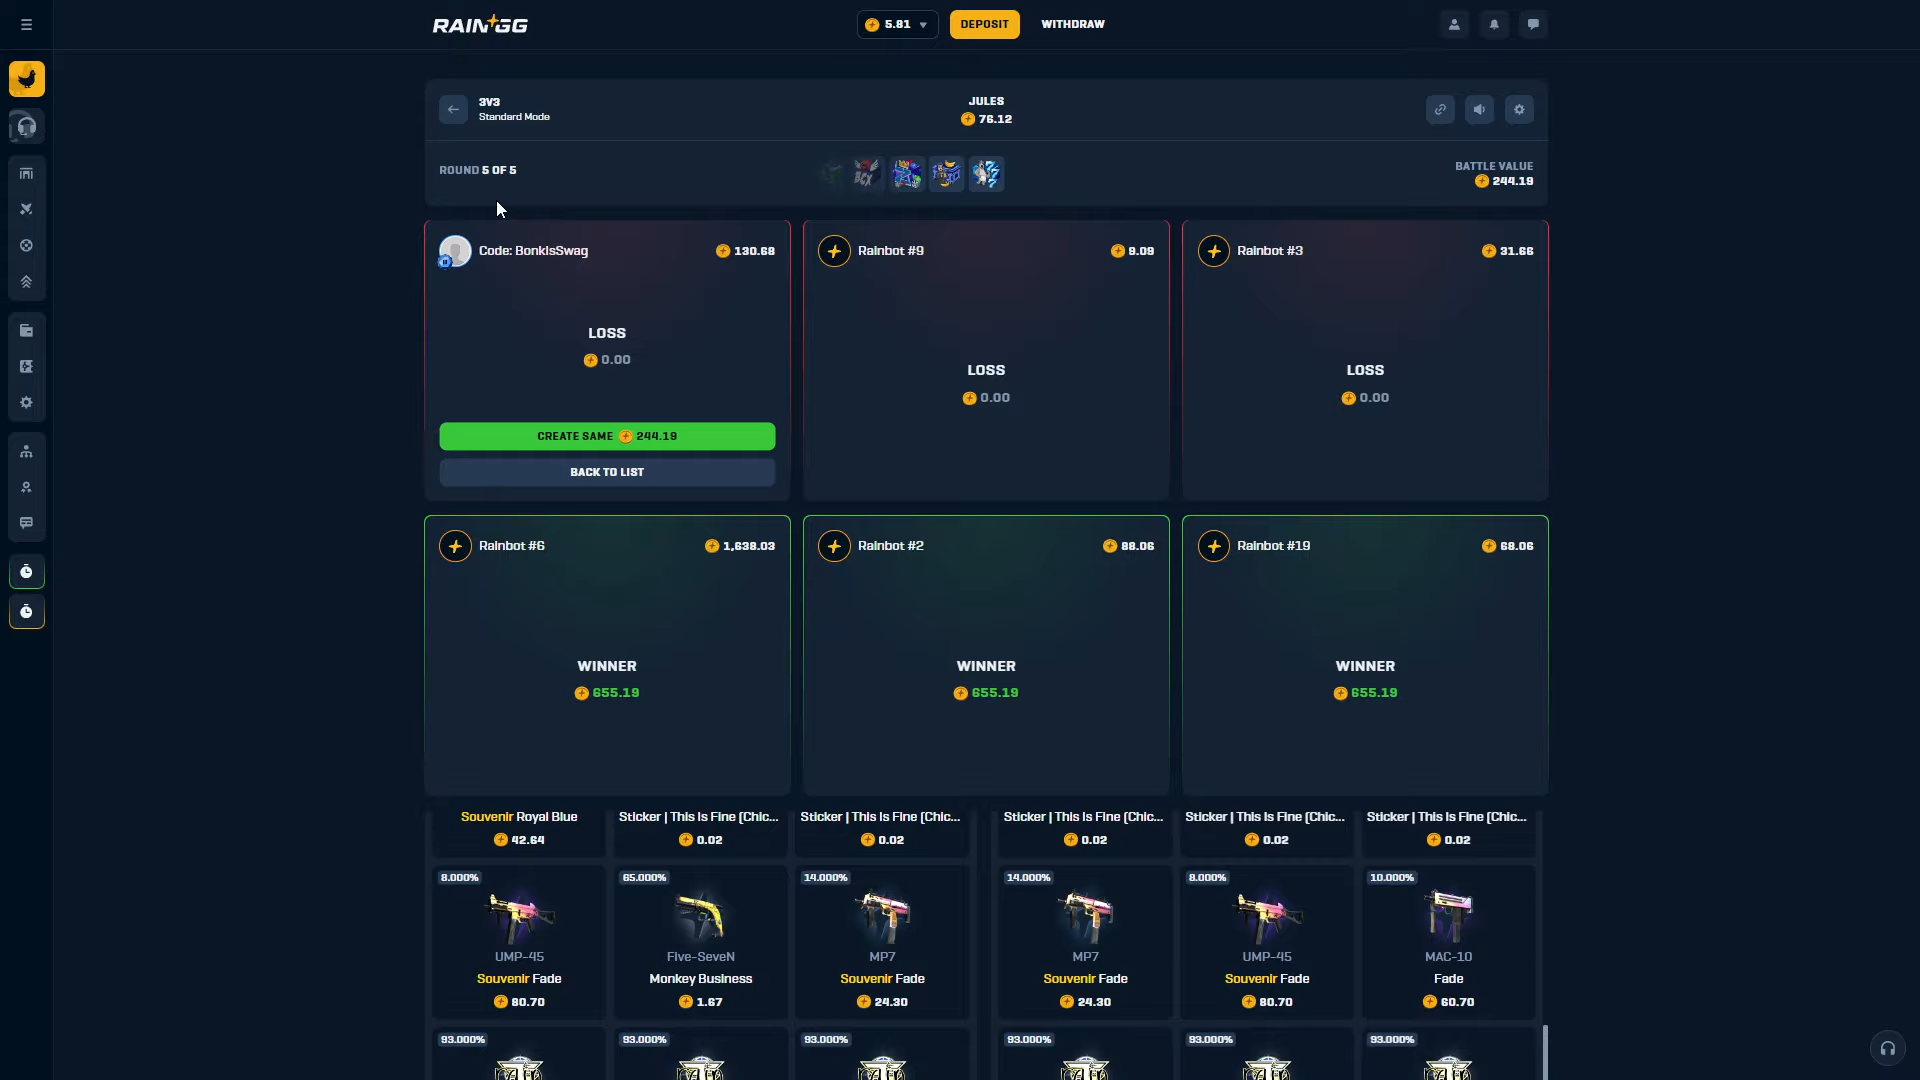 RAIN GG
5.81
DEPOSIT
WITHDRAW
3V3
Standard Mode
JULES
76.12
ROUND 5 OF 5
BATTLE VALUE
244.19
Code: BonkIsSwag
130.68
LOSS
0.00
CREATE SAME 244.19
BACK TO LIST
Rainbot #9
9.09
LOSS
0.00
Rainbot #3
31.66
LOSS
0.00
Rainbot #6
1,638.03
WINNER
655.19
Rainbot #2
88.06
WINNER
655.19
Rainbot #19
68.06
WINNER
655.19
Souvenir Royal Blue
42.64
Sticker | This Is Fine (Chic...
0.02
Sticker | This Is Fine (Chic...
0.02
Sticker | This Is Fine (Chic...
0.02
Sticker | This Is Fine (Chic...
0.02
Sticker | This Is Fine (Chic...
0.02
8.000%
UMP-45
Souvenir Fade
80.70
65.000%
Five-SeveN
Monkey Business
1.67
14.000%
MP7
Souvenir Fade
24.30
14.000%
MP7
Souvenir Fade
24.30
8.000%
UMP-45
Souvenir Fade
80.70
10.000%
MAC-10
Fade
60.70
93.000%
93.000%
93.000%
93.000%
93.000%
93.000%